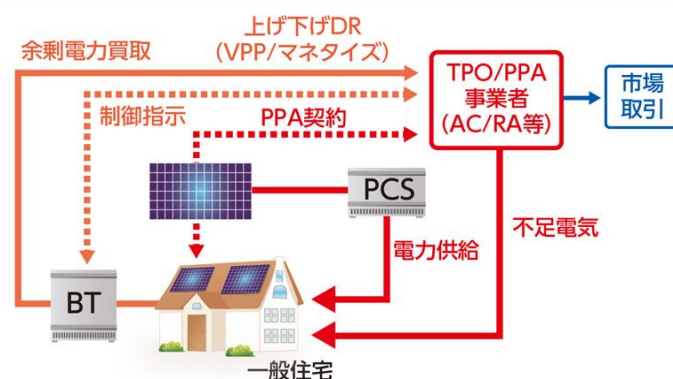 上げ下げDR
余剰電力買取
(VPP/マネタイズ)
TPO/PPA
事業者
(AC/RA等)
市場
取引
制御指示
PPA契約
PCS
不足電気
電力供給
BT
一般住宅